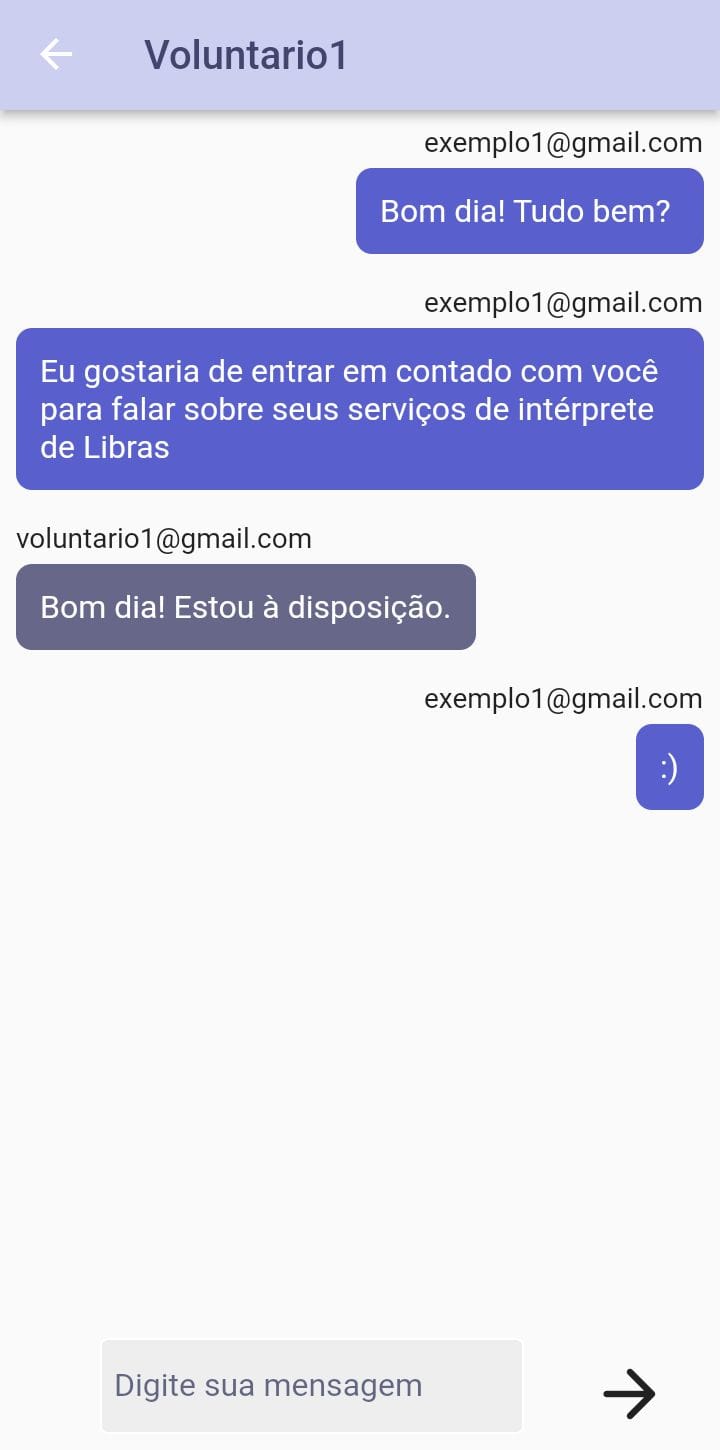 Voluntario1
exemplo1@gmail.com
Bom dia! Tudo bem?
exemplo1@gmail.com
Eu gostaria de entrar em contado com você
para falar sobre seus serviços de intérprete
de Libras
voluntario1@gmail.com
Bom dia! Estou à disposição.
exemplo1@gmail.com
:)
Digite sua mensagem